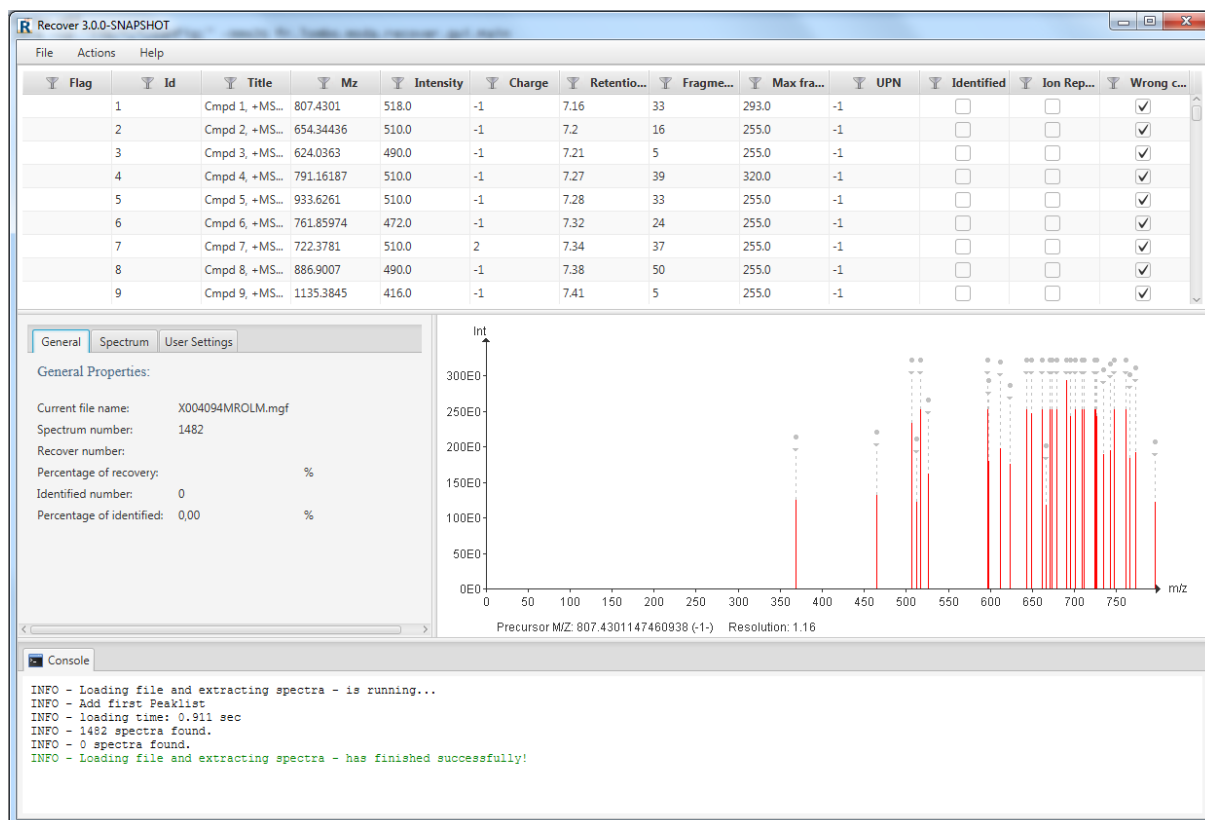 Recover 3.0.0-SNAPSHOT
File Actions Help
Flag Id Title Mz Intensity Charge Retentio... Fragme... Max fra... UPN Identified Ion Rep... Wrong c...
1 Cmpd 1, +MS... 807.4301 518.0 -1 7.16 33 293.0 -1
2 Cmpd 2, +MS... 654.34436 510.0 -1 7.2 16 255.0 -1
3 Cmpd 3, +MS... 624.0363 490.0 -1 7.21 5 255.0 -1
4 Cmpd 4, +MS... 791.16187 510.0 -1 7.27 39 320.0 -1
5 Cmpd 5, +MS... 933.6261 510.0 -1 7.28 33 255.0 -1
6 Cmpd 6, +MS... 761.85974 472.0 -1 7.32 24 255.0 -1
7 Cmpd 7, +MS... 722.3781 510.0 2 7.34 37 255.0 -1
8 Cmpd 8, +MS... 886.9007 490.0 -1 7.38 50 255.0 -1
9 Cmpd 9, +MS... 1135.3845 416.0 -1 7.41 5 255.0 -1
General Spectrum User Settings
General Properties:
Current file name: X004094MROLM.mgf
Spectrum number: 1482
Recover number:
Percentage of recovery: %
Identified number: 0
Percentage of identified: 0,00 %
Int
300E0
250E0
200E0
150E0
100E0
50E0
0E0
0 50 100 150 200 250 300 350 400 450 500 550 600 650 700 750 m/z
Precursor M/Z: 807.4301147460938 (-1-) Resolution: 1.16
Console
INFO - Loading file and extracting spectra - is running...
INFO - Add first Peaklist
INFO - loading time: 0.911 sec
INFO - 1482 spectra found.
INFO - 0 spectra found.
INFO - Loading file and extracting spectra - has finished successfully!